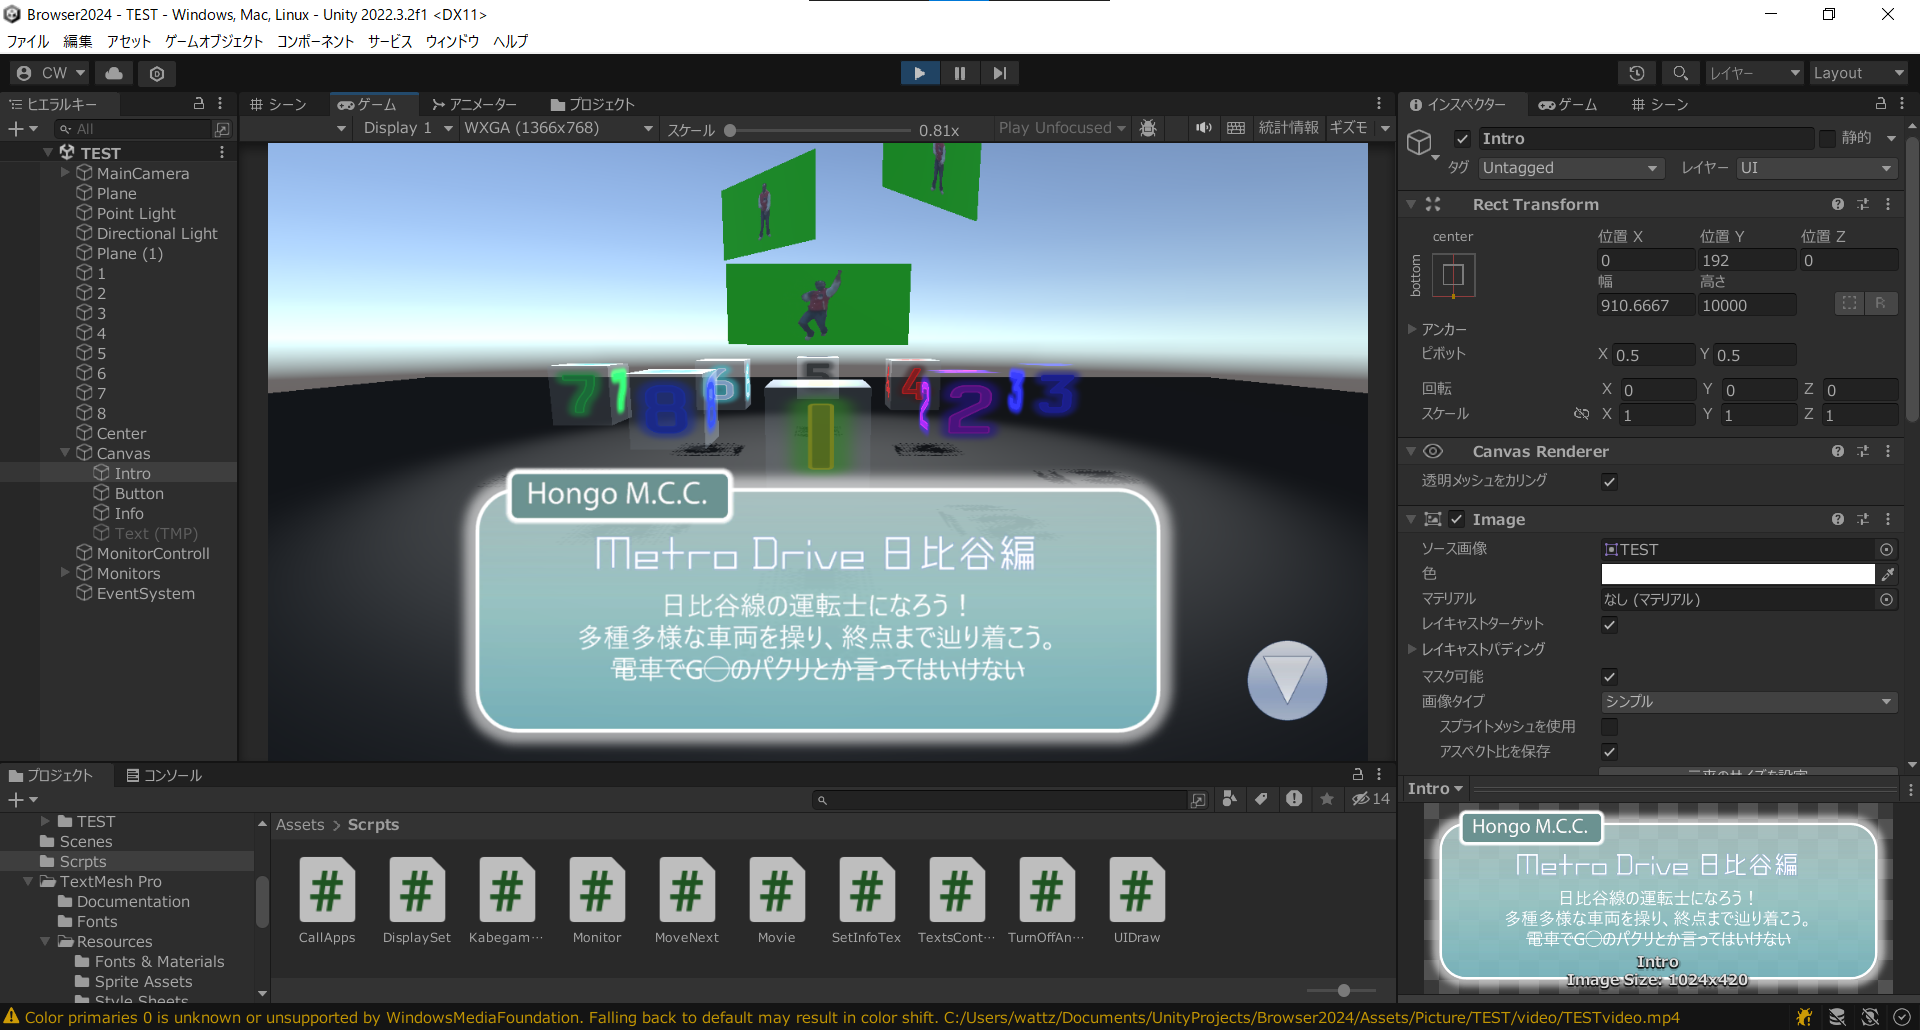 Browser2024 - TEST - Windows, Mac, Linux - Unity 2022.3.2f1 <DX11>
ファイル 編集 アセット ゲームオブジェクト コンポーネント サービス ウィンドウ ヘルプ
CW レイヤー Layout
ヒエラルキー
All
TEST
MainCamera
Plane
Point Light
Directional Light
Plane (1)
1
2
3
4
5
6
7
8
Center
Canvas
Intro
Button
Info
Text (TMP)
MonitorControll
Monitors
EventSystem
シーン ゲーム アニメーター プロジェクト
Display 1 WXGA (1366x768) スケール 0.81x Play Unfocused 統計情報 ギズモ
7 1 6 5 4 3 3
8 1 2 2
Hongo M.C.C.
Metro Drive 日比谷編
日比谷線の運転士になろう！
多種多様な車両を操り、終点まで辿り着こう。
電車でG◯のパクリとか言ってはいけない
インスペクター ゲーム シーン
Intro 静的
タグ Untagged レイヤー UI
Rect Transform
center 位置 X 位置 Y 位置 Z
bottom 0 192 0
幅 高さ
910.6667 10000 R
アンカー
ピボット X 0.5 Y 0.5
回転 X 0 Y 0 Z 0
スケール X 1 Y 1 Z 1
Canvas Renderer
透明メッシュをカリング
Image
ソース画像 TEST
色
マテリアル なし (マテリアル)
レイキャストターゲット
レイキャストパディング
マスク可能
画像タイプ シンプル
スプライトメッシュを使用
アスペクト比を保存
Intro
Hongo M.C.C.
Metro Drive 日比谷編
日比谷線の運転士になろう！
多種多様な車両を操り、終点まで辿り着こう。
電車でG◯のパクリとか言ってはいけない
Intro
Image Size: 1024x420
プロジェクト コンソール
14
TEST
Scenes
Scrpts
TextMesh Pro
Documentation
Fonts
Resources
Fonts & Materials
Sprite Assets
Style Sheets
Assets > Scrpts
CallApps DisplaySet Kabegam… Monitor MoveNext Movie SetInfoTex TextsCont… TurnOffAn… UIDraw
Color primaries 0 is unknown or unsupported by WindowsMediaFoundation. Falling back to default may result in color shift. C:/Users/wattz/Documents/UnityProjects/Browser2024/Assets/Picture/TEST/video/TESTvideo.mp4